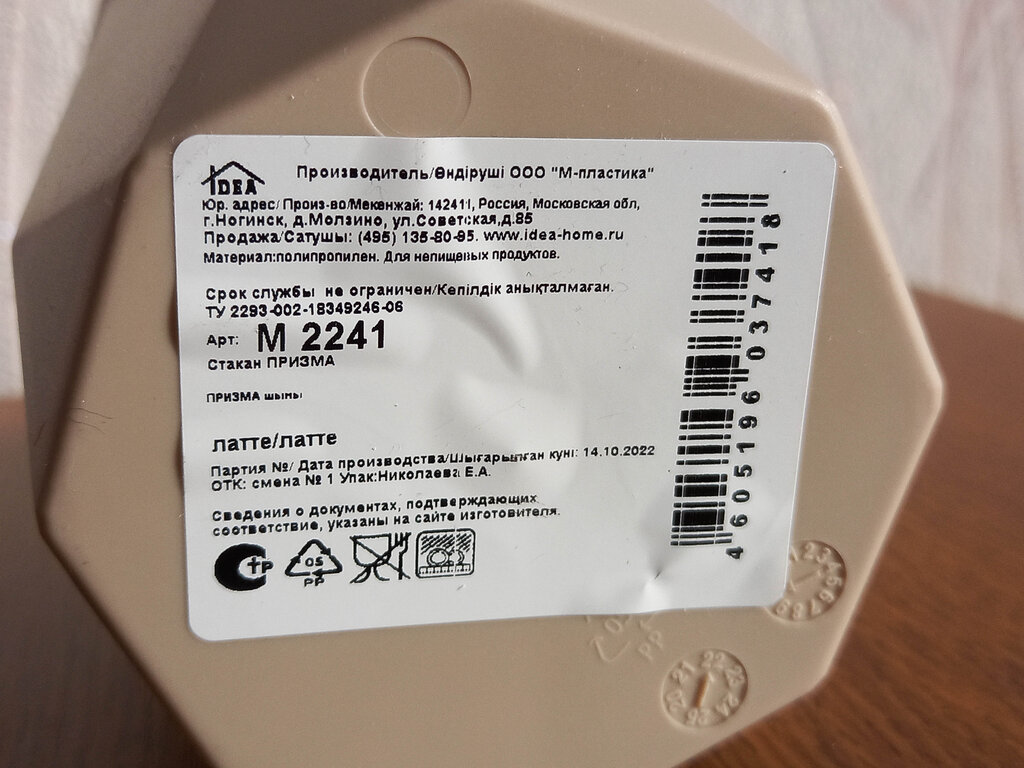 IDEA
Производитель/Өндіруші ООО "М-пластика"
Юр. адрес/ Произ-во/Мекенжай: 142411, Россия, Московская обл,
г.Ногинск, д.Молзино, ул.Советская,д.85
Продажа/Сатушы: (495) 135-80-95. www.idea-home.ru
Материал:полипропилен. Для непищевых продуктов.
Срок службы не ограничен/Кепілдік анықталмаған.
ТУ 2293-002-18349246-06
Арт: М 2241
Стакан ПРИЗМА
ПРИЗМА шыны
латте/латте
Партия №/ Дата производства/Шығарылған күні: 14.10.2022
ОТК: смена № 1 Упак:Николаева Е.А.
Сведения о документах, подтверждающих
соответствие, указаны на сайте изготовителя.
05
PP
4 605196 037418
PP